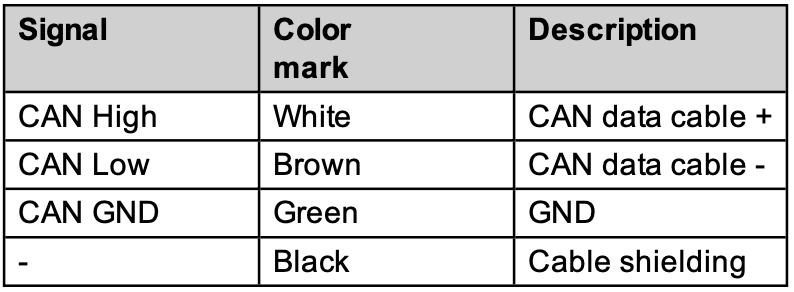 Signal Color mark Description
CAN High White CAN data cable +
CAN Low Brown CAN data cable -
CAN GND Green GND
- Black Cable shielding